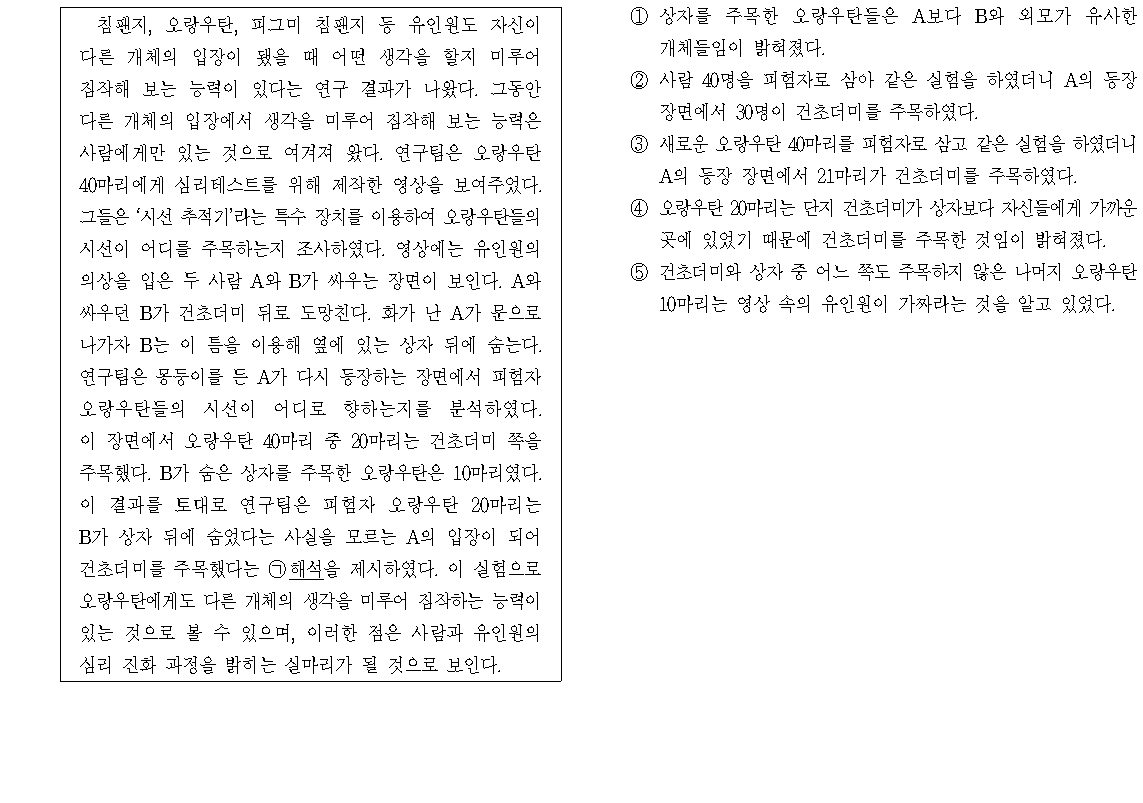 침팬지, 오랑우탄, 피그미 침팬지 등 유인원도 자신이
다른 개체의 입장이 됐을 때 어떤 생각을 할지 미루어
짐작해 보는 능력이 있다는 연구 결과가 나왔다. 그동안
다른 개체의 입장에서 생각을 미루어 짐작해 보는 능력은
사람에게만 있는 것으로 여겨져 왔다. 연구팀은 오랑우탄
40마리에게 심리테스트를 위해 제작한 영상을 보여주었다.
그들은 ‘시선 추적기’라는 특수 장치를 이용하여 오랑우탄들의
시선이 어디를 주목하는지 조사하였다. 영상에는 유인원의
의상을 입은 두 사람 A와 B가 싸우는 장면이 보인다. A와
싸우던 B가 건초더미 뒤로 도망친다. 화가 난 A가 문으로
나가자 B는 이 틈을 이용해 옆에 있는 상자 뒤에 숨는다.
연구팀은 몽둥이를 든 A가 다시 등장하는 장면에서 피험자
오랑우탄들의 시선이 어디로 향하는지를 분석하였다.
이 장면에서 오랑우탄 40마리 중 20마리는 건초더미 쪽을
주목했다. B가 숨은 상자를 주목한 오랑우탄은 10마리였다.
이 결과를 토대로 연구팀은 피험자 오랑우탄 20마리는
B가 상자 뒤에 숨었다는 사실을 모르는 A의 입장이 되어
건초더미를 주목했다는 ㉠해석을 제시하였다. 이 실험으로
오랑우탄에게도 다른 개체의 생각을 미루어 짐작하는 능력이
있는 것으로 볼 수 있으며, 이러한 점은 사람과 유인원의
심리 진화 과정을 밝히는 실마리가 될 것으로 보인다.
① 상자를 주목한 오랑우탄들은 A보다 B와 외모가 유사한
개체들임이 밝혀졌다.
② 사람 40명을 피험자로 삼아 같은 실험을 하였더니 A의 등장
장면에서 30명이 건초더미를 주목하였다.
③ 새로운 오랑우탄 40마리를 피험자로 삼고 같은 실험을 하였더니
A의 등장 장면에서 21마리가 건초더미를 주목하였다.
④ 오랑우탄 20마리는 단지 건초더미가 상자보다 자신들에게 가까운
곳에 있었기 때문에 건초더미를 주목한 것임이 밝혀졌다.
⑤ 건초더미와 상자 중 어느 쪽도 주목하지 않은 나머지 오랑우탄
10마리는 영상 속의 유인원이 가짜라는 것을 알고 있었다.